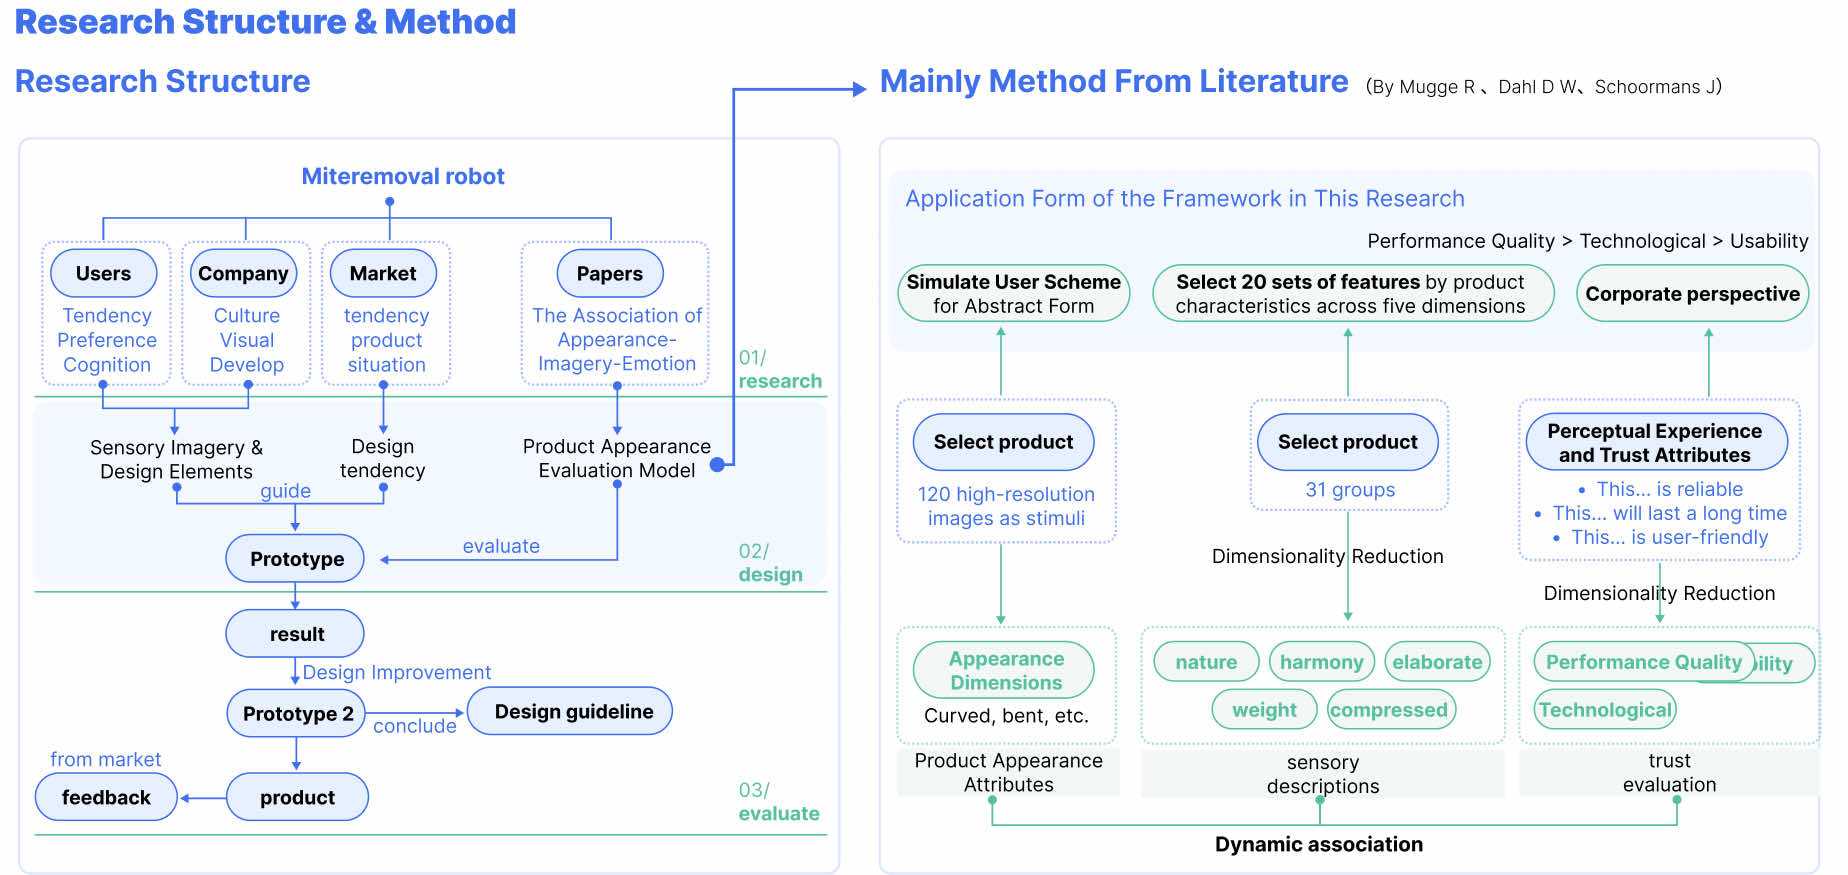 Research Structure & Method
Research Structure
Miteremoval robot
Users
Tendency
Preference
Cognition
Company
Culture
Visual
Develop
Market
tendency
product
situation
Papers
The Association of
Appearance-
Imagery-Emotion
01/
research
Sensory Imagery &
Design Elements
Design
tendency
Product Appearance
Evaluation Model
guide
evaluate
Prototype
02/
design
result
Design Improvement
Prototype 2
conclude
Design guideline
from market
feedback
product
03/
evaluate
Mainly Method From Literature (By Mugge R 、Dahl D W、Schoormans J)
Application Form of the Framework in This Research
Performance Quality > Technological > Usability
Simulate User Scheme
for Abstract Form
Select 20 sets of features by product
characteristics across five dimensions
Corporate perspective
Select product
120 high-resolution
images as stimuli
Select product
31 groups
Perceptual Experience
and Trust Attributes
• This... is reliable
• This... will last a long time
• This... is user-friendly
Dimensionality Reduction
Dimensionality Reduction
Appearance
Dimensions
Curved, bent, etc.
nature
harmony
elaborate
weight
compressed
Performance Quality
Technological
Product Appearance
Attributes
sensory
descriptions
trust
evaluation
Dynamic association